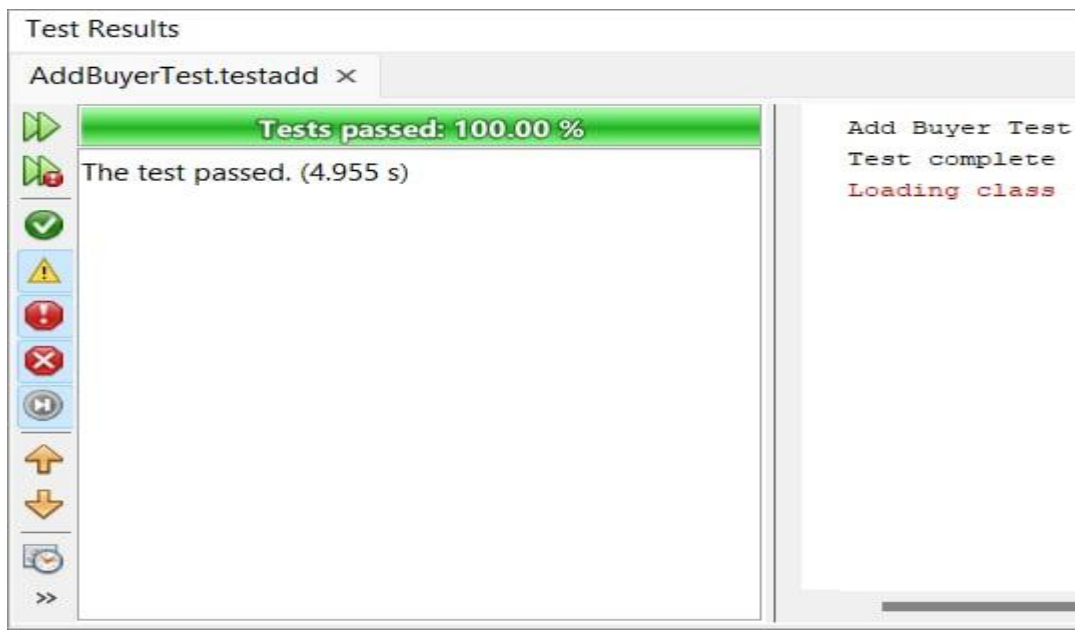 Test Results
AddBuyerTest.testadd ×
Tests passed: 100.00 %
The test passed. (4.955 s)
Add Buyer Test
Test complete
Loading class
»